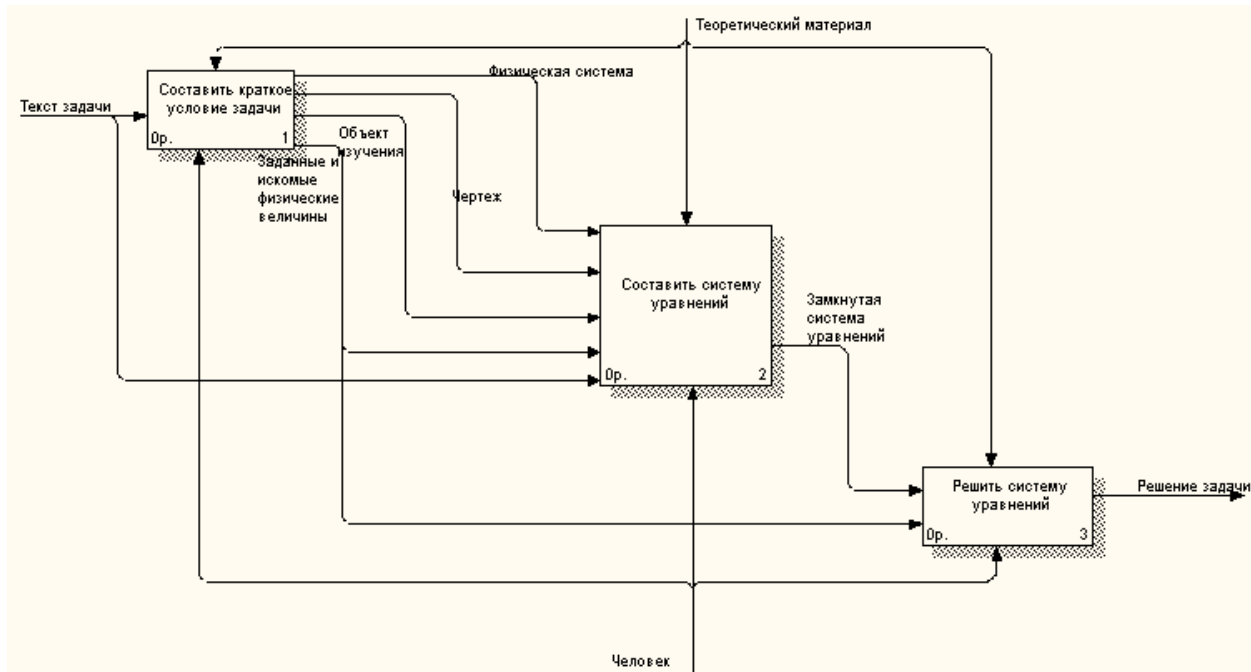 Теоретический материал
Физическая система
Составить краткое
условие задачи
0р.
1
Текст задачи
Объект
изучения
Заданные и
искомые
физические
величины
Чертеж
Составить систему
уравнений
0р.
2
Замкнутая
система
уравнений
Решить систему
уравнений
0р.
3
Решение задачи
Человек